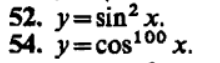 52. y=sin² x.
54. y=cos¹⁰⁰ x.